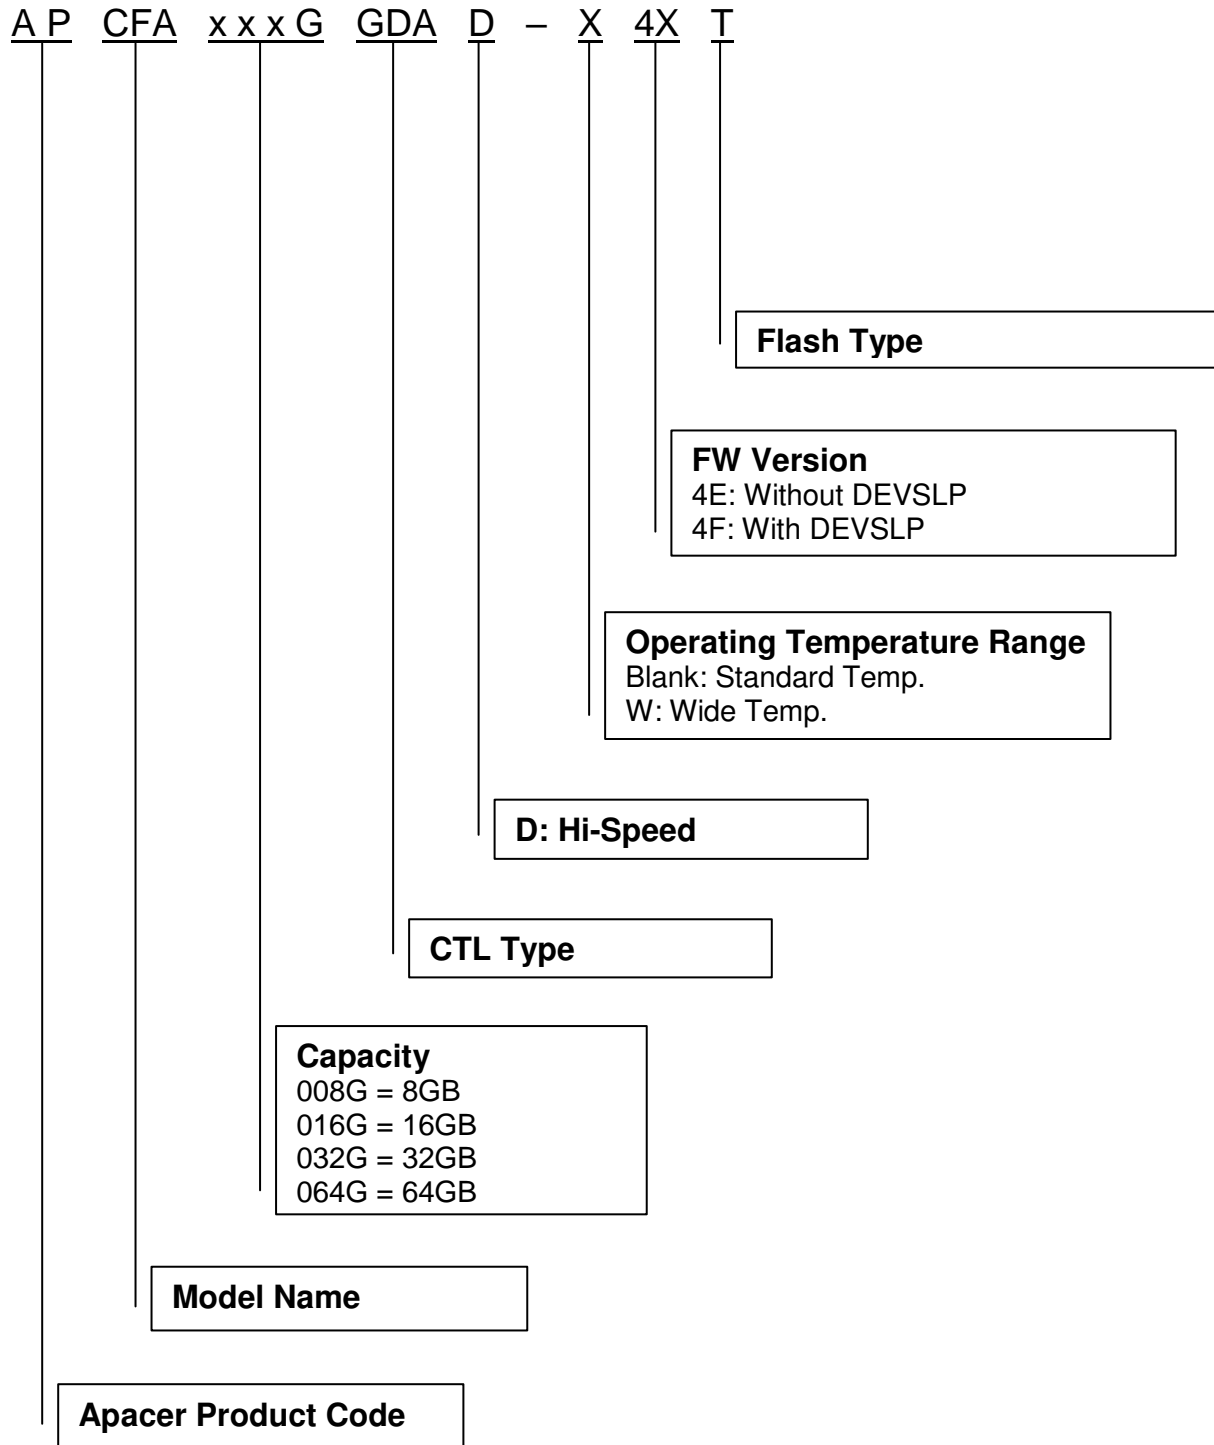 A P CFA x x x G GDA D – X 4X T
Flash Type
FW Version
4E: Without DEVSLP
4F: With DEVSLP
Operating Temperature Range
Blank: Standard Temp.
W: Wide Temp.
D: Hi-Speed
CTL Type
Capacity
008G = 8GB
016G = 16GB
032G = 32GB
064G = 64GB
Model Name
Apacer Product Code